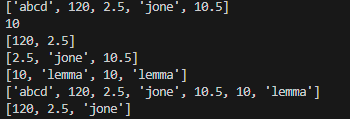 ['abcd', 120, 2.5, 'jone', 10.5]
10
[120, 2.5]
[2.5, 'jone', 10.5]
[10, 'lemma', 10, 'lemma']
['abcd', 120, 2.5, 'jone', 10.5, 10, 'lemma']
[120, 2.5, 'jone']